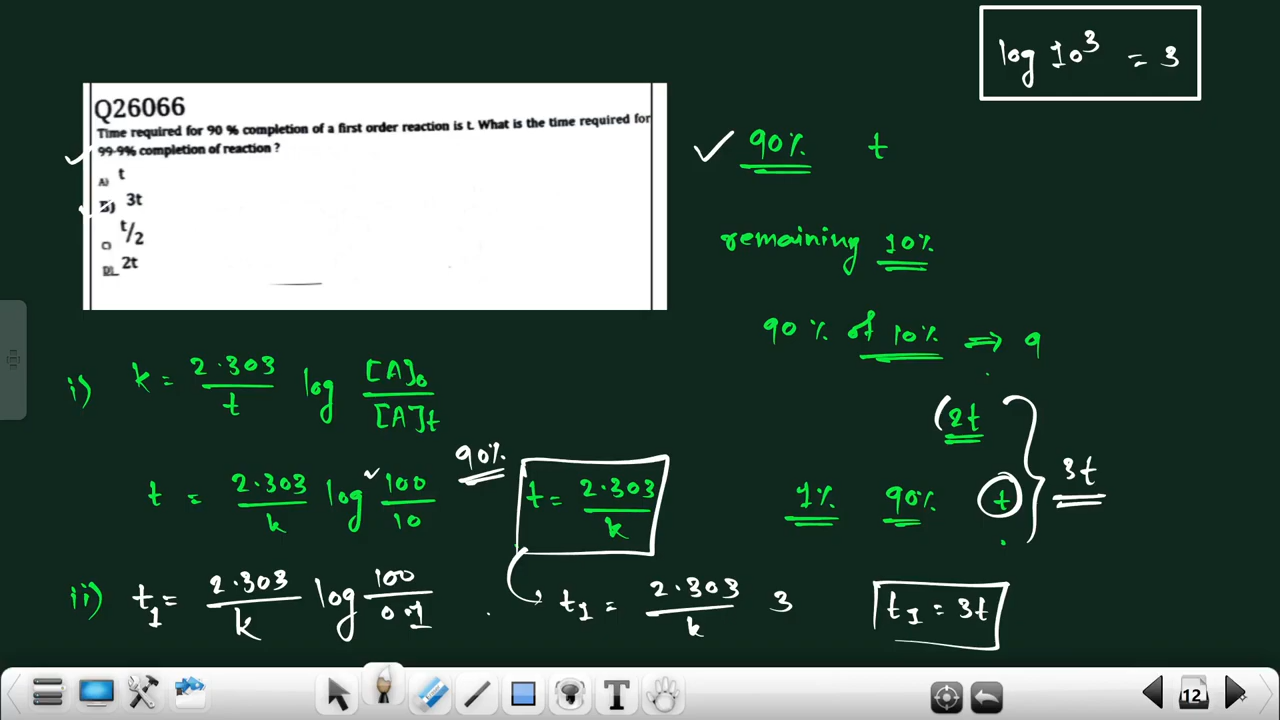 log 10³ = 3
Q26066
Time required for 90 % completion of a first order reaction is t. What is the time required for
99-9% completion of reaction ?
A) t
B) 3t
C) t/2
D) 2t
90% t
remaining 10%
90% of 10% ⇒ 9
2t
1% 90% t
3t
i) k = 2.303/t log [A]₀/[A]t
t = 2.303/k log 100/10
90%
t = 2.303/k
ii) t₁ = 2.303/k log 100/0.1
t₁ = 2.303/k 3
t₁ = 3t
T
12